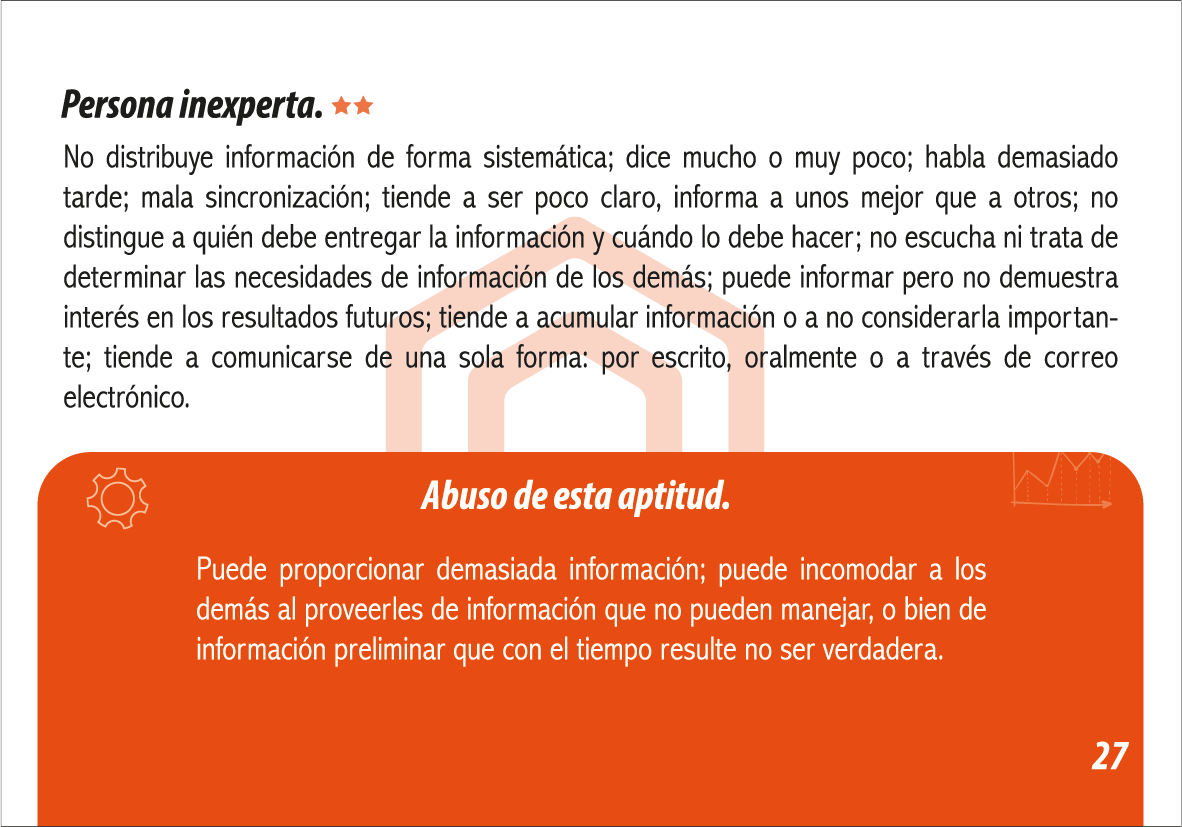 Persona inexperta.
No distribuye información de forma sistemática; dice mucho o muy poco; habla demasiado
tarde; mala sincronización; tiende a ser poco claro, informa a unos mejor que a otros; no
distingue a quién debe entregar la información y cuándo lo debe hacer; no escucha ni trata de
determinar las necesidades de información de los demás; puede informar pero no demuestra
interés en los resultados futuros; tiende a acumular información o a no considerarla importan-
te; tiende a comunicarse de una sola forma: por escrito, oralmente o a través de correo
electrónico.
Abuso de esta aptitud.
Puede proporcionar demasiada información; puede incomodar a los
demás al proveerles de información que no pueden manejar, o bien de
información preliminar que con el tiempo resulte no ser verdadera.
27